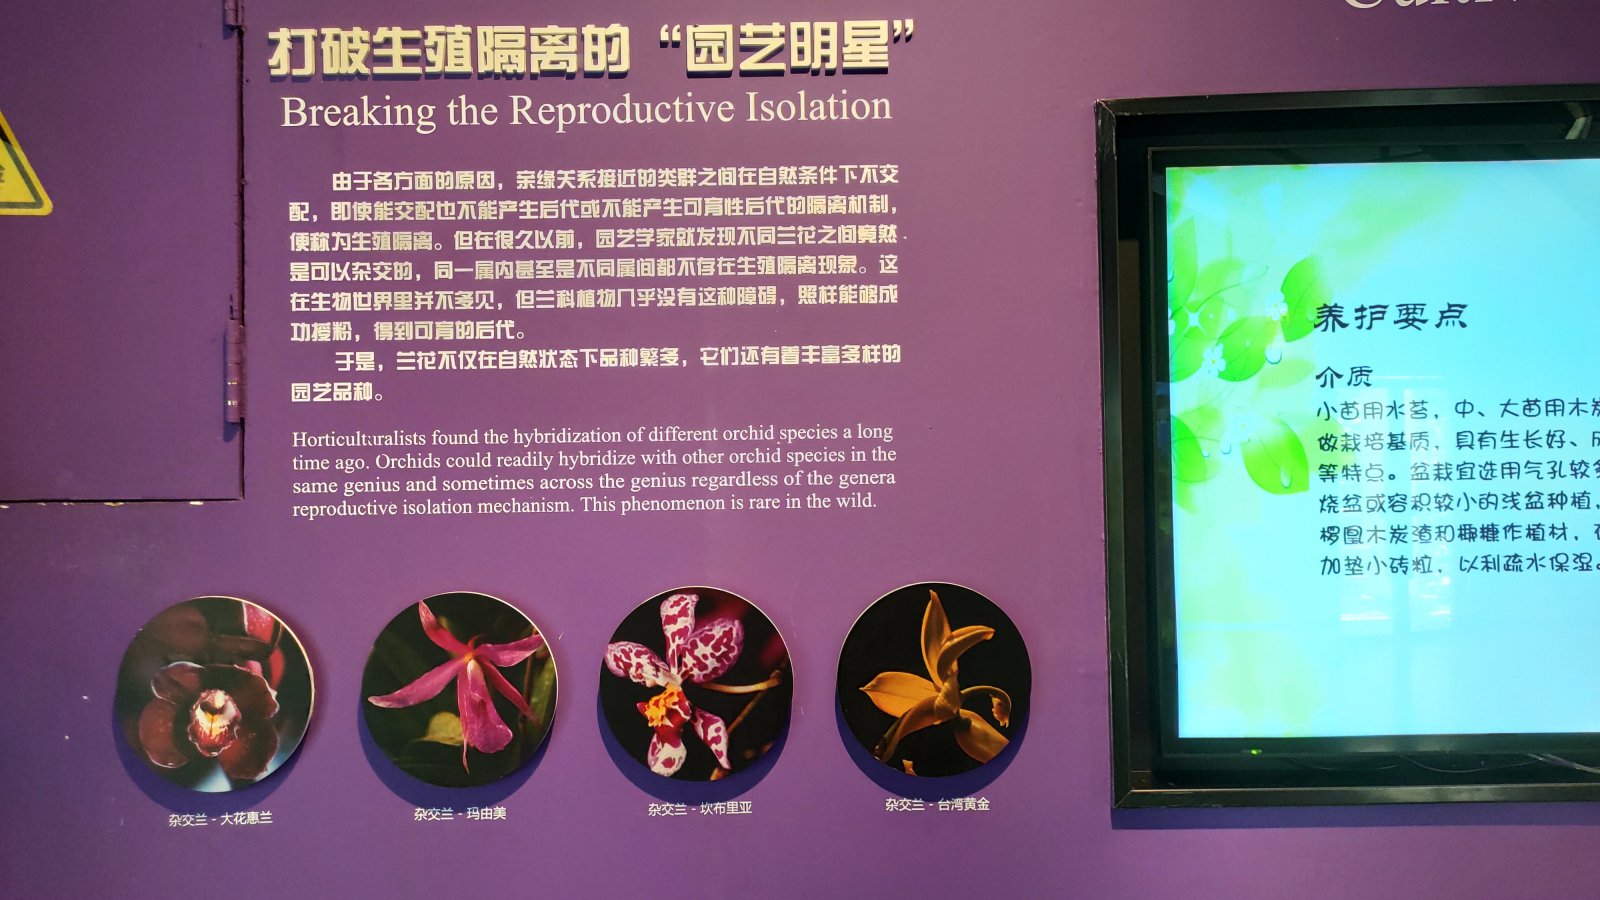 打破生殖隔离的“园艺明星”
Breaking the Reproductive Isolation
由于各方面的原因，亲缘关系接近的类群之间在自然条件下不交
配，即使能交配也不能产生后代或不能产生可育性后代的隔离机制，
便称为生殖隔离。但在很久以前，园艺学家就发现不同兰花之间竟然
是可以杂交的，同一属内甚至是不同属间都不存在生殖隔离现象。这
在生物世界里并不多见，但兰科植物几乎没有这种障碍，照样能够成
功授粉，得到可育的后代。
于是，兰花不仅在自然状态下品种繁多，它们还有着丰富多样的
园艺品种。
Horticulturalists found the hybridization of different orchid species a long
time ago. Orchids could readily hybridize with other orchid species in the
same genius and sometimes across the genius regardless of the genera
reproductive isolation mechanism. This phenomenon is rare in the wild.
杂交兰 - 大花惠兰
杂交兰 - 玛由美
杂交兰 - 坎布里亚
杂交兰 - 台湾黄金
养护要点
介质
小苗用水苔，中、大苗用木炭
做栽培基质，具有生长好、
等特点。盆栽宜选用气孔较多
烧盆或容积较小的浅盆种植，
木炭渣和椰糠作植材，
加垫小砖粒，以利疏水保湿。